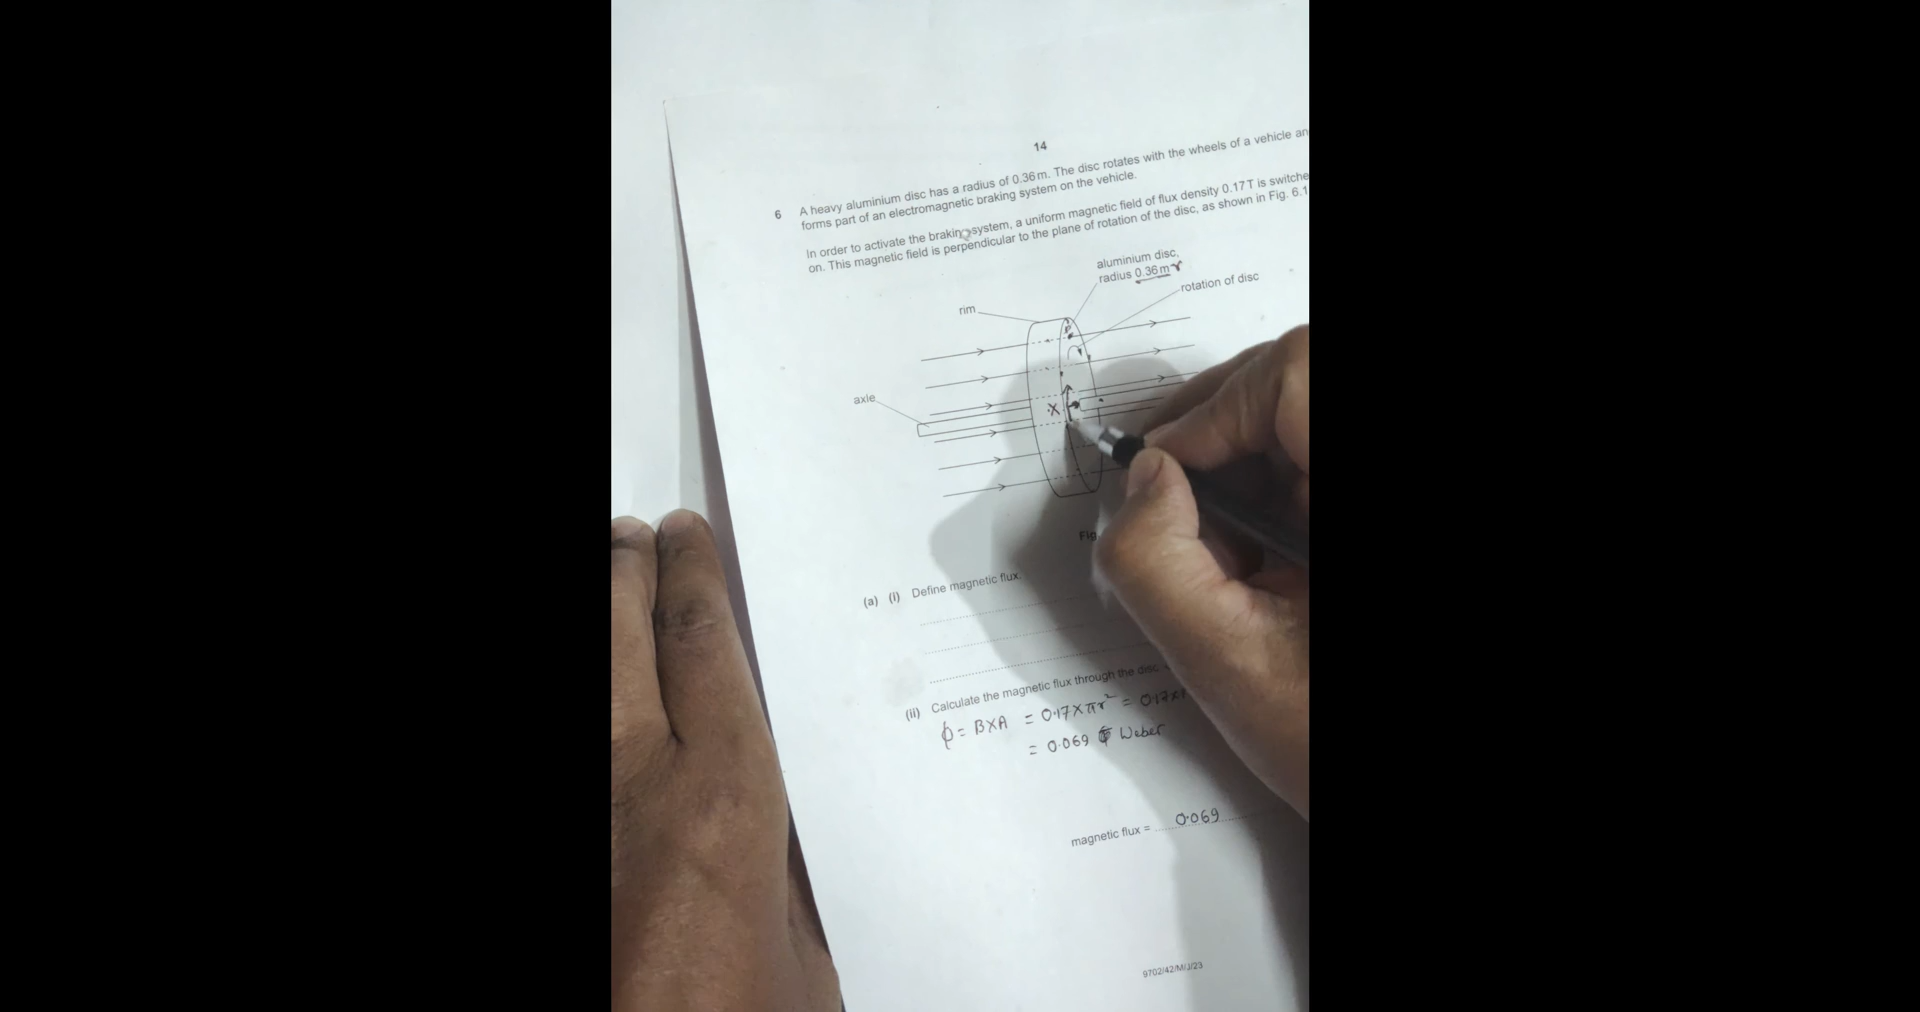 14
6 A heavy aluminium disc has a radius of 0.36 m. The disc rotates with the wheels of a vehicle an
forms part of an electromagnetic braking system on the vehicle.
In order to activate the braking system, a uniform magnetic field of flux density 0.17 T is switche
on. This magnetic field is perpendicular to the plane of rotation of the disc, as shown in Fig. 6.1
aluminium disc,
radius 0.36 m r
rotation of disc
rim
axle
X
Fig.
(a) (i) Define magnetic flux.
(ii) Calculate the magnetic flux through the disc
ϕ = B×A = 0.17×πr² = 0.17×
= 0.069 Weber
magnetic flux = 0.069
9702/42/M/J/23